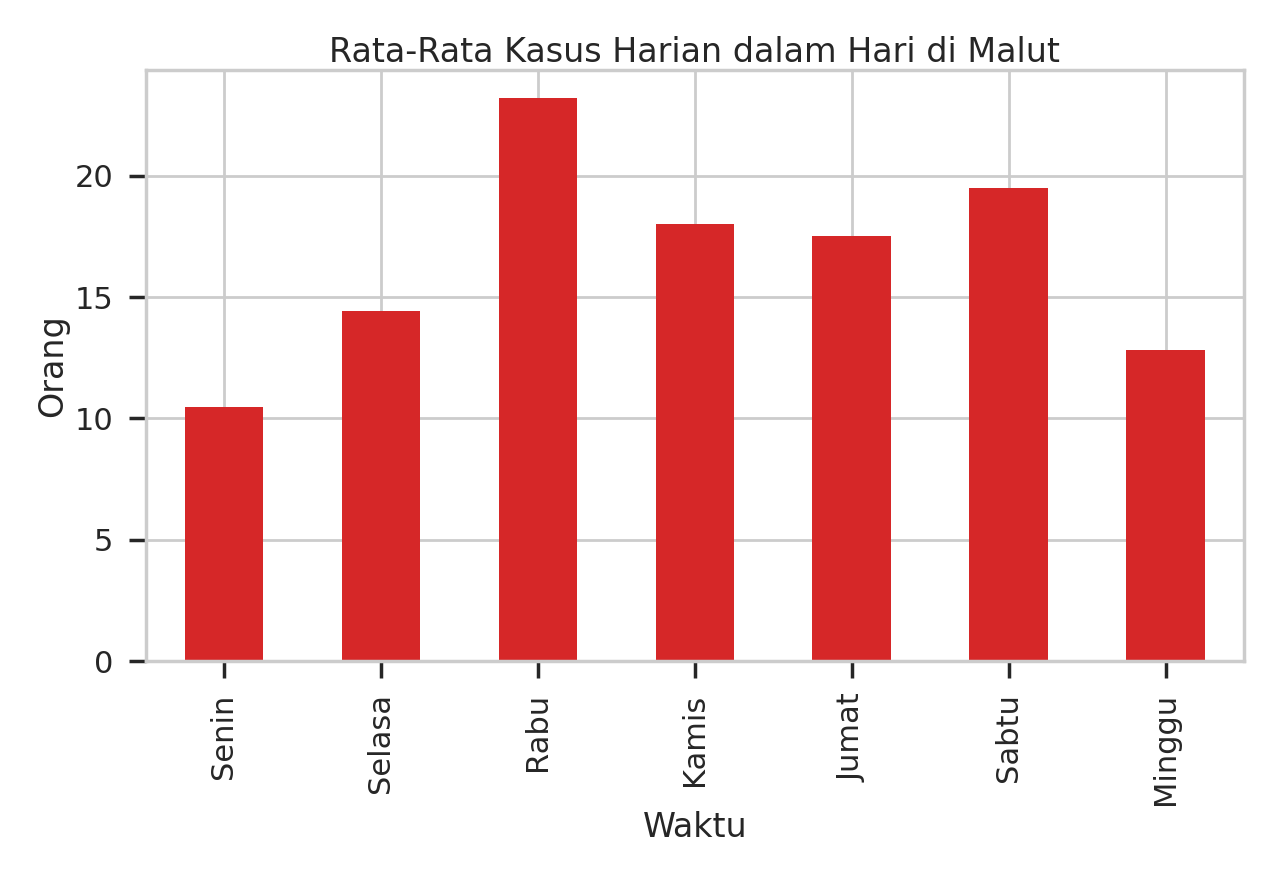 Rata-Rata Kasus Harian dalam Hari di Malut
Orang
20
15
10
5
0
Senin
Selasa
Rabu
Kamis
Jumat
Sabtu
Minggu
Waktu